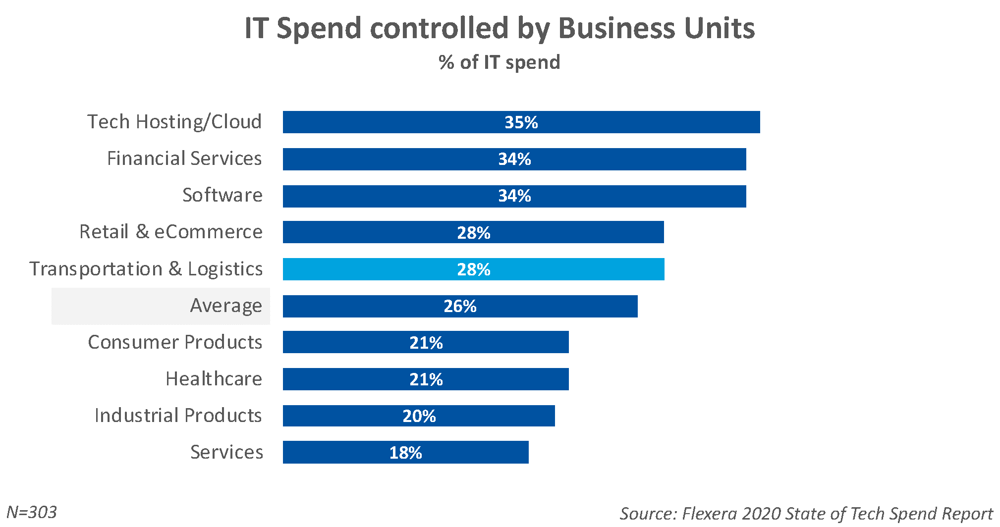 IT Spend controlled by Business Units
% of IT spend
Tech Hosting/Cloud 35%
Financial Services 34%
Software 34%
Retail & eCommerce 28%
Transportation & Logistics 28%
Average 26%
Consumer Products 21%
Healthcare 21%
Industrial Products 20%
Services 18%
N=303
Source: Flexera 2020 State of Tech Spend Report